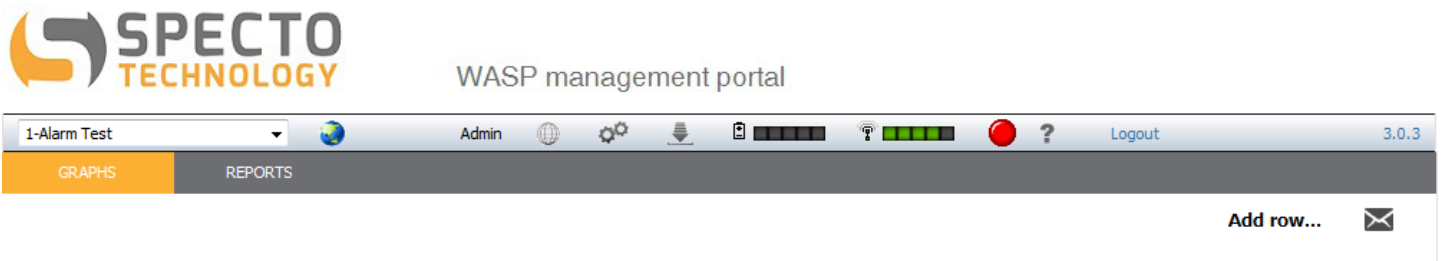 SPECTO
TECHNOLOGY
WASP management portal
1-Alarm Test Admin ? Logout 3.0.3
GRAPHS REPORTS
Add row...